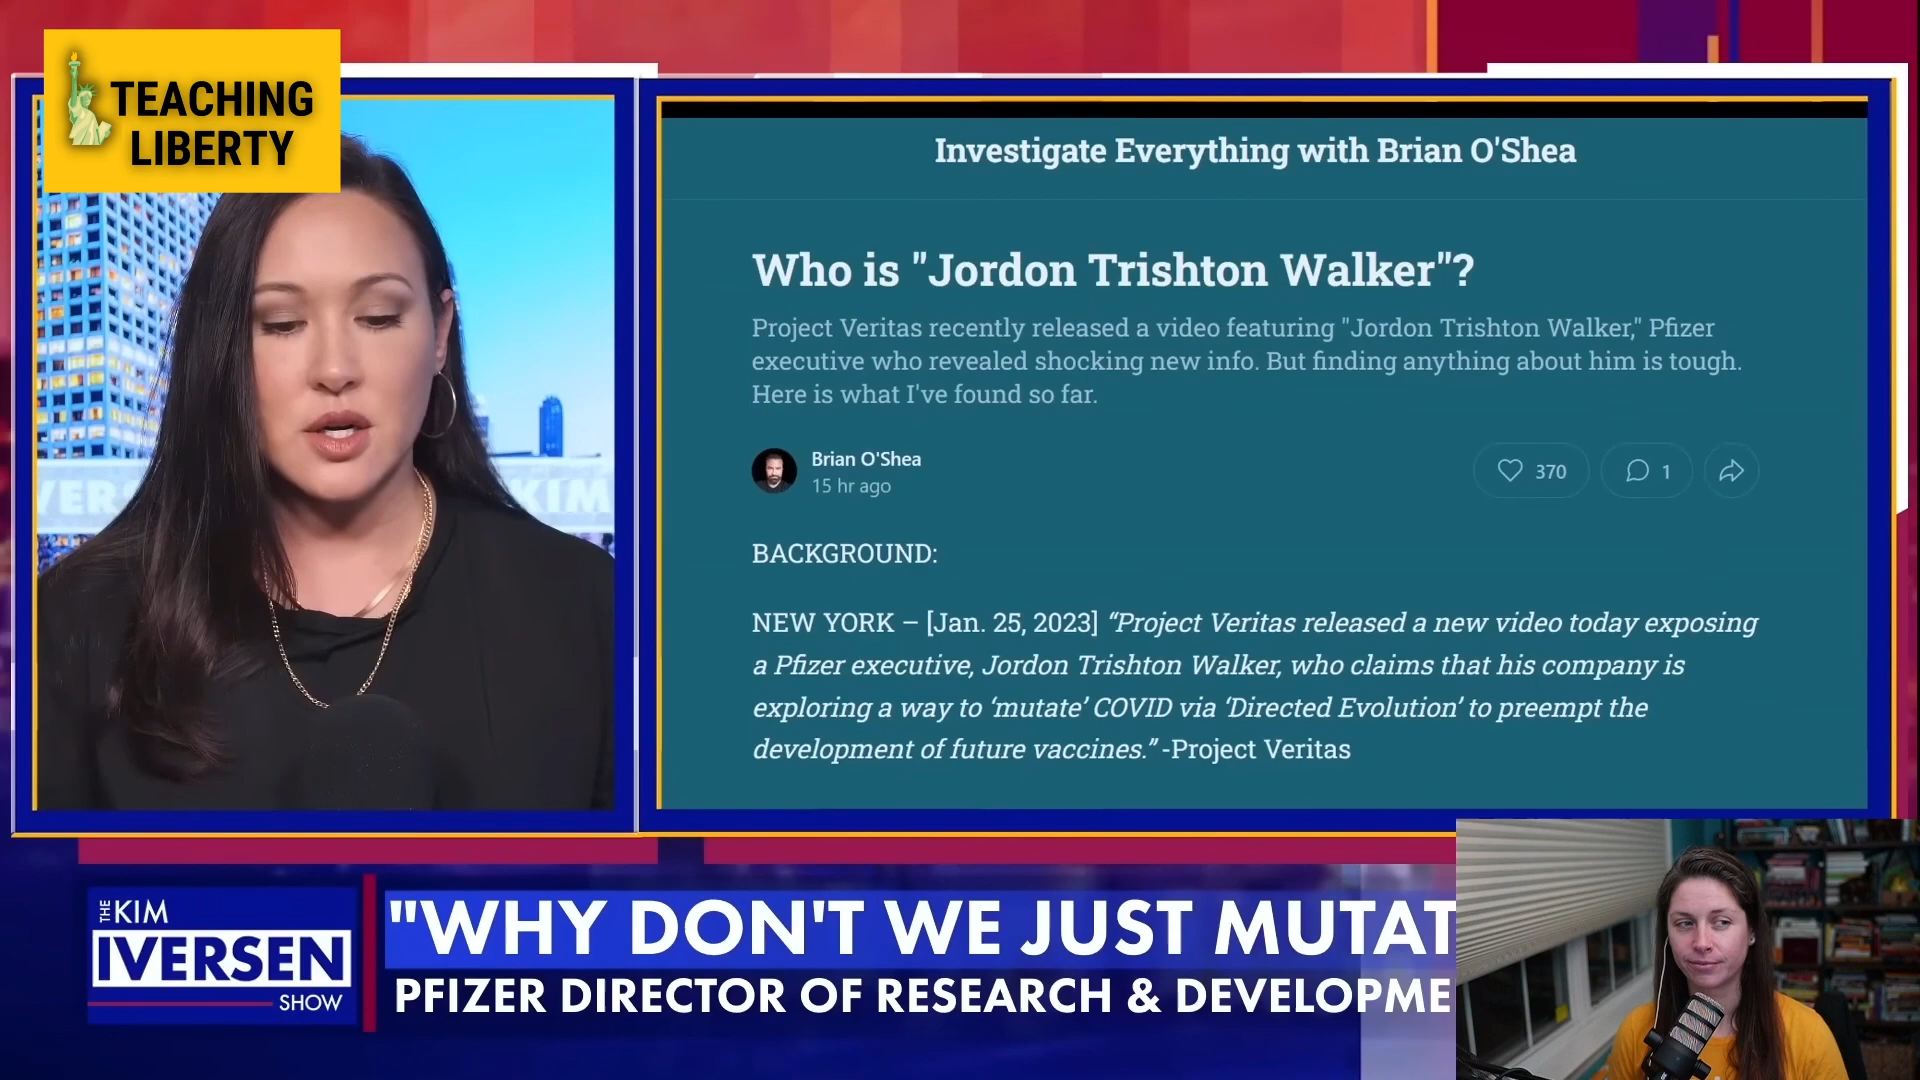 TEACHING
LIBERTY
Investigate Everything with Brian O'Shea
Who is "Jordon Trishton Walker"?
Project Veritas recently released a video featuring "Jordon Trishton Walker," Pfizer
executive who revealed shocking new info. But finding anything about him is tough.
Here is what I've found so far.
Brian O'Shea
15 hr ago
370
1
BACKGROUND:
NEW YORK – [Jan. 25, 2023] “Project Veritas released a new video today exposing
a Pfizer executive, Jordon Trishton Walker, who claims that his company is
exploring a way to ‘mutate’ COVID via ‘Directed Evolution’ to preempt the
development of future vaccines.” -Project Veritas
VERS
KIM
THE KIM
IVERSEN
SHOW
"WHY DON'T WE JUST MUTAT
PFIZER DIRECTOR OF RESEARCH & DEVELOPME